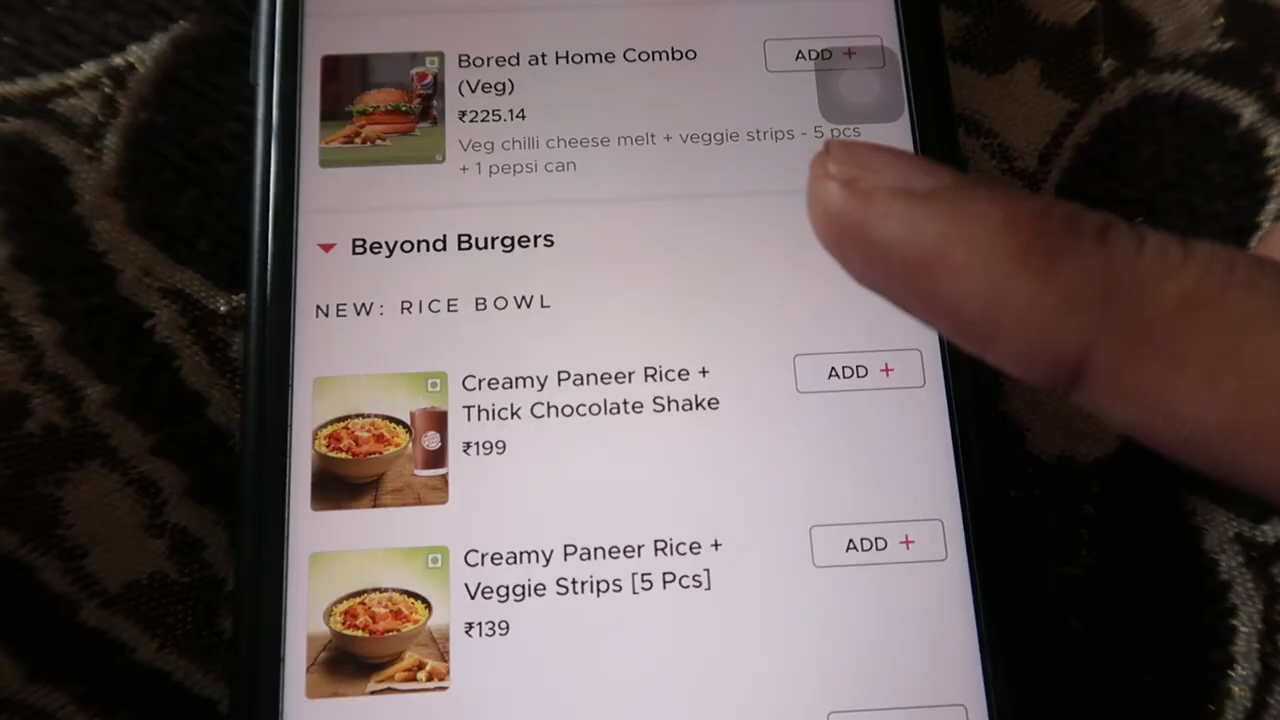 Bored at Home Combo
(Veg)
ADD +
₹225.14
Veg chilli cheese melt + veggie strips - 5 pcs
+ 1 pepsi can
Beyond Burgers
NEW: RICE BOWL
Creamy Paneer Rice +
Thick Chocolate Shake
ADD +
₹199
Creamy Paneer Rice +
Veggie Strips [5 Pcs]
ADD +
₹139